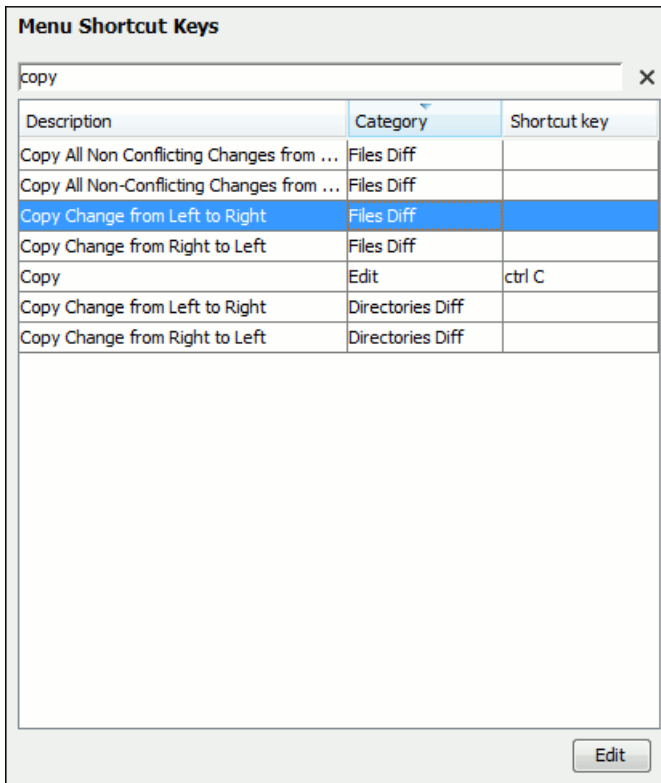 Menu Shortcut Keys
copy
Description Category Shortcut key
Copy All Non Conflicting Changes from ... Files Diff
Copy All Non-Conflicting Changes from ... Files Diff
Copy Change from Left to Right Files Diff
Copy Change from Right to Left Files Diff
Copy Edit ctrl C
Copy Change from Left to Right Directories Diff
Copy Change from Right to Left Directories Diff
Edit